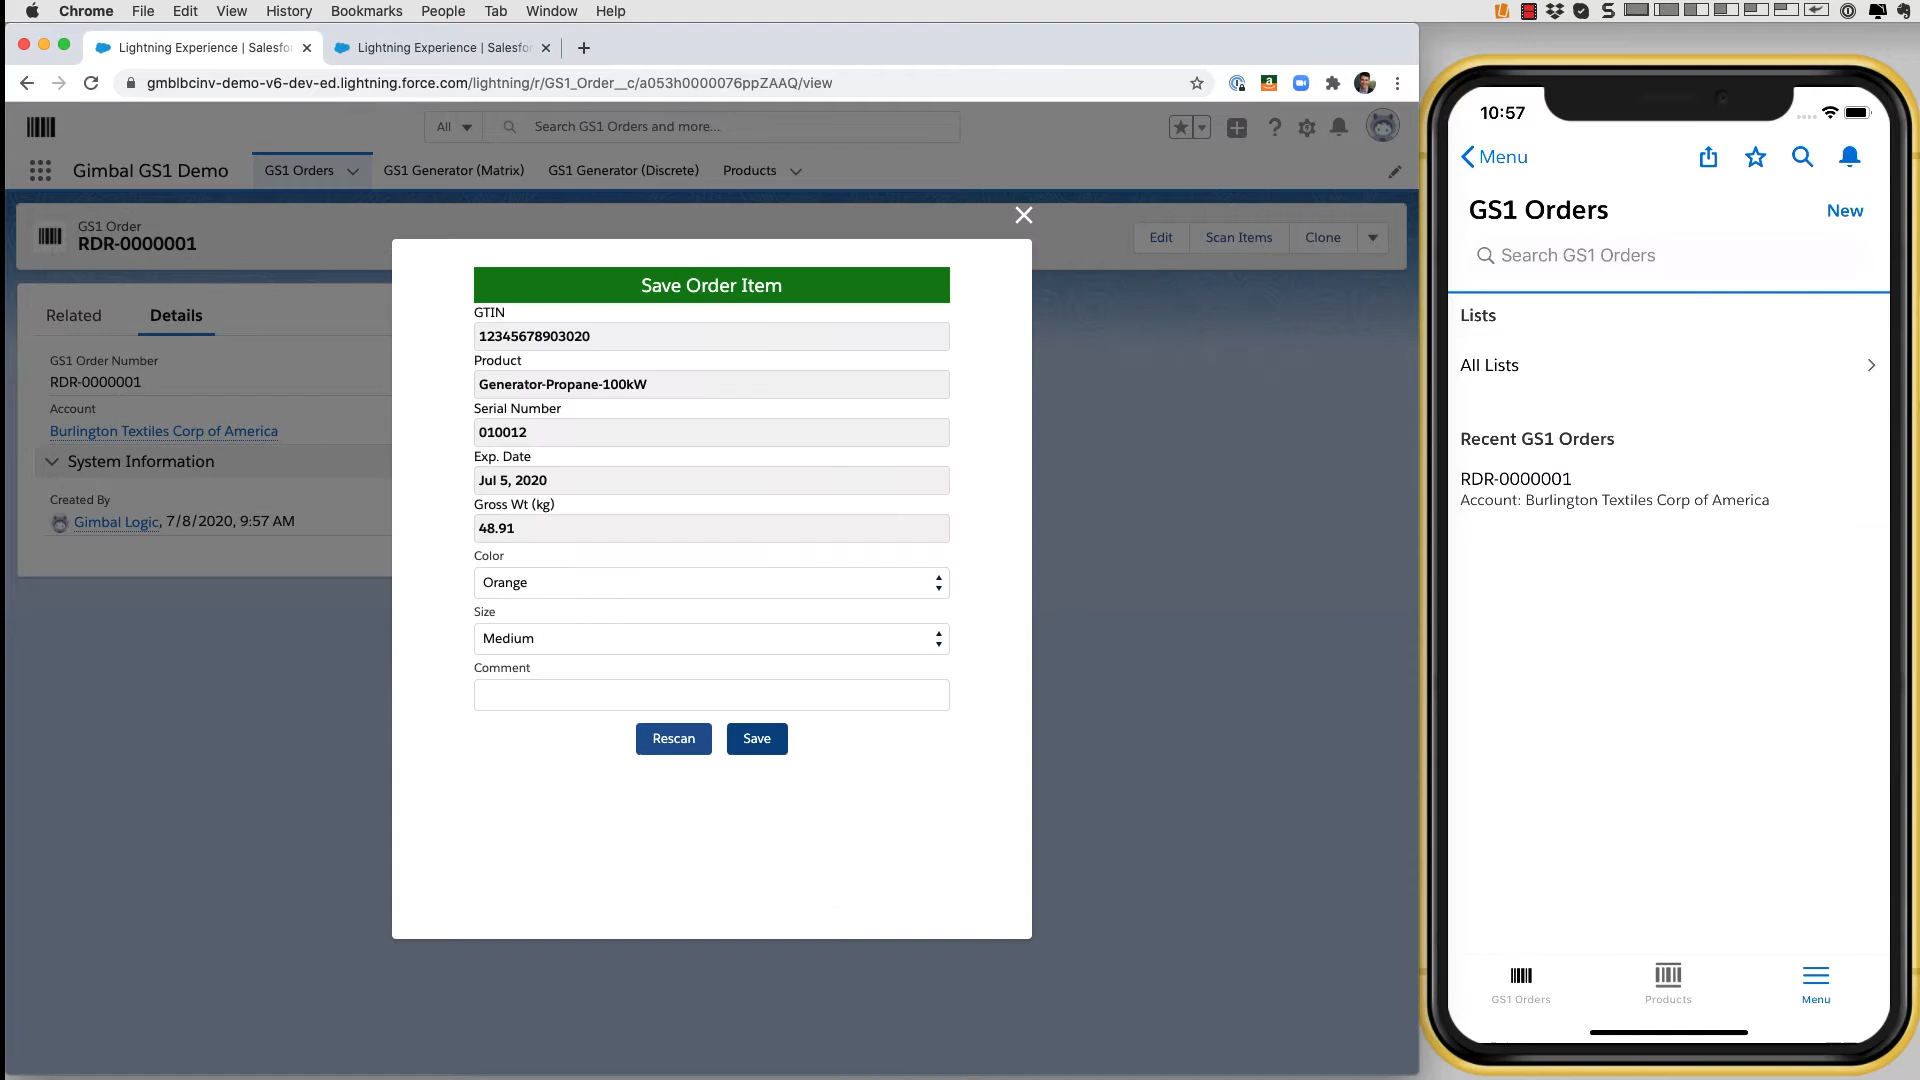 Chrome File Edit View History Bookmarks People Tab Window Help
Lightning Experience | Salesfo
Lightning Experience | Salesfor
gmblbcinv-demo-v6-dev-ed.lightning.force.com/lightning/r/GS1_Order__c/a053h0000076ppZAAQ/view
All
Search GS1 Orders and more...
Gimbal GS1 Demo
GS1 Orders
GS1 Generator (Matrix)
GS1 Generator (Discrete)
Products
GS1 Order
RDR-0000001
Edit
Scan Items
Clone
Related
Details
GS1 Order Number
RDR-0000001
Account
Burlington Textiles Corp of America
System Information
Created By
Gimbal Logic, 7/8/2020, 9:57 AM
Save Order Item
GTIN
12345678903020
Product
Generator-Propane-100kW
Serial Number
010012
Exp. Date
Jul 5, 2020
Gross Wt (kg)
48.91
Color
Orange
Size
Medium
Comment
Rescan
Save
10:57
Menu
GS1 Orders
New
Search GS1 Orders
Lists
All Lists
Recent GS1 Orders
RDR-0000001
Account: Burlington Textiles Corp of America
GS1 Orders
Products
Menu